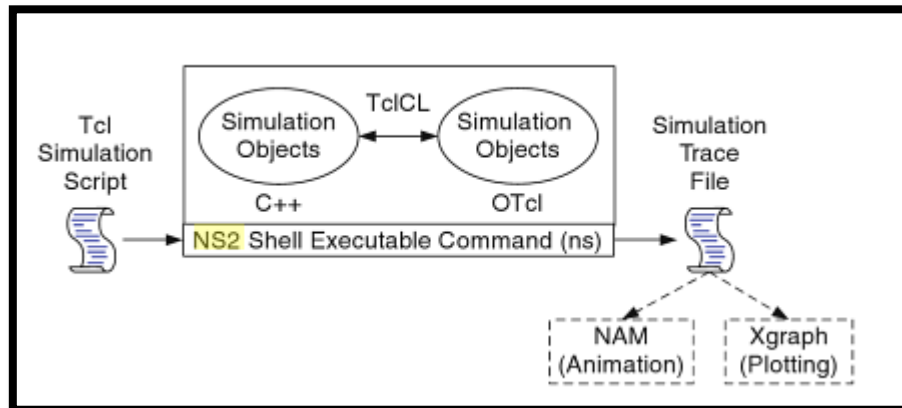 Tcl
Simulation
Script
Simulation
Objects
C++
TclCL
Simulation
Objects
OTcl
NS2 Shell Executable Command (ns)
Simulation
Trace
File
NAM
(Animation)
Xgraph
(Plotting)